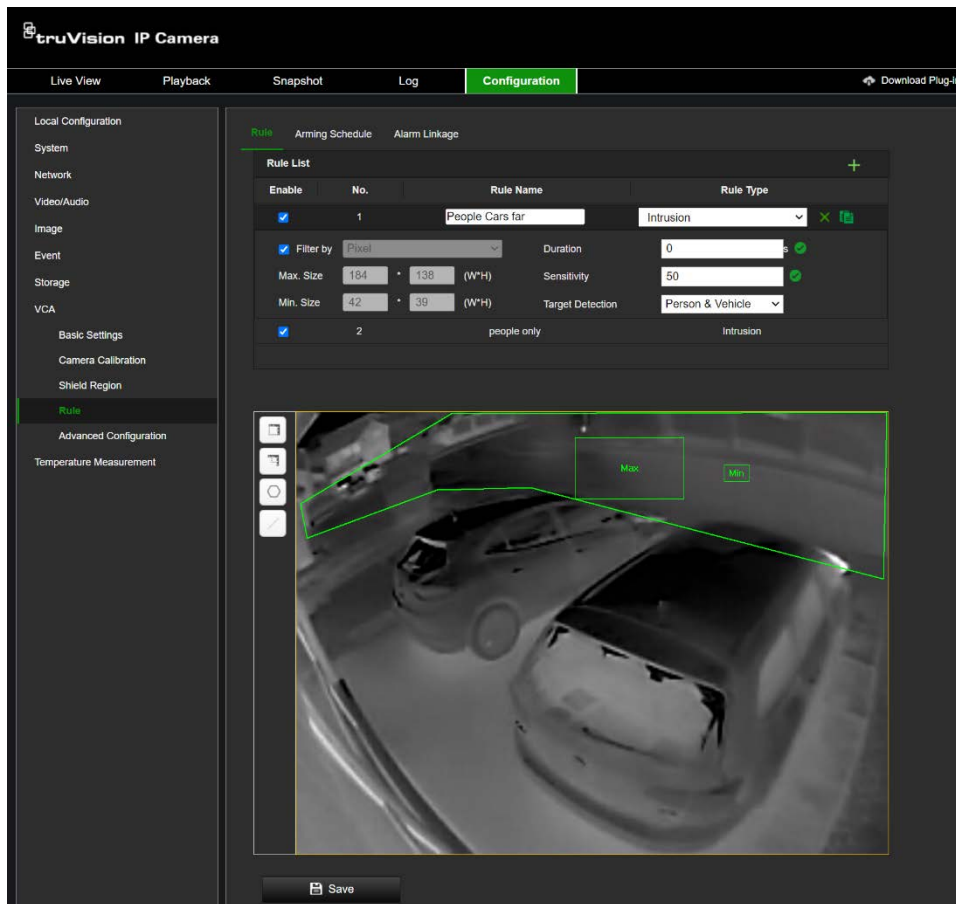 truVision IP Camera
Live View Playback Snapshot Log Configuration Download Plug-i
Local Configuration
System
Network
Video/Audio
Image
Event
Storage
VCA
Basic Settings
Camera Calibration
Shield Region
Rule
Advanced Configuration
Temperature Measurement
Rule Arming Schedule Alarm Linkage
Rule List
Enable No. Rule Name Rule Type
1 People Cars far Intrusion
Filter by Pixel Duration 0 s
Max. Size 184 * 138 (W*H) Sensitivity 50
Min. Size 42 * 39 (W*H) Target Detection Person & Vehicle
2 people only Intrusion
Max Min
Save